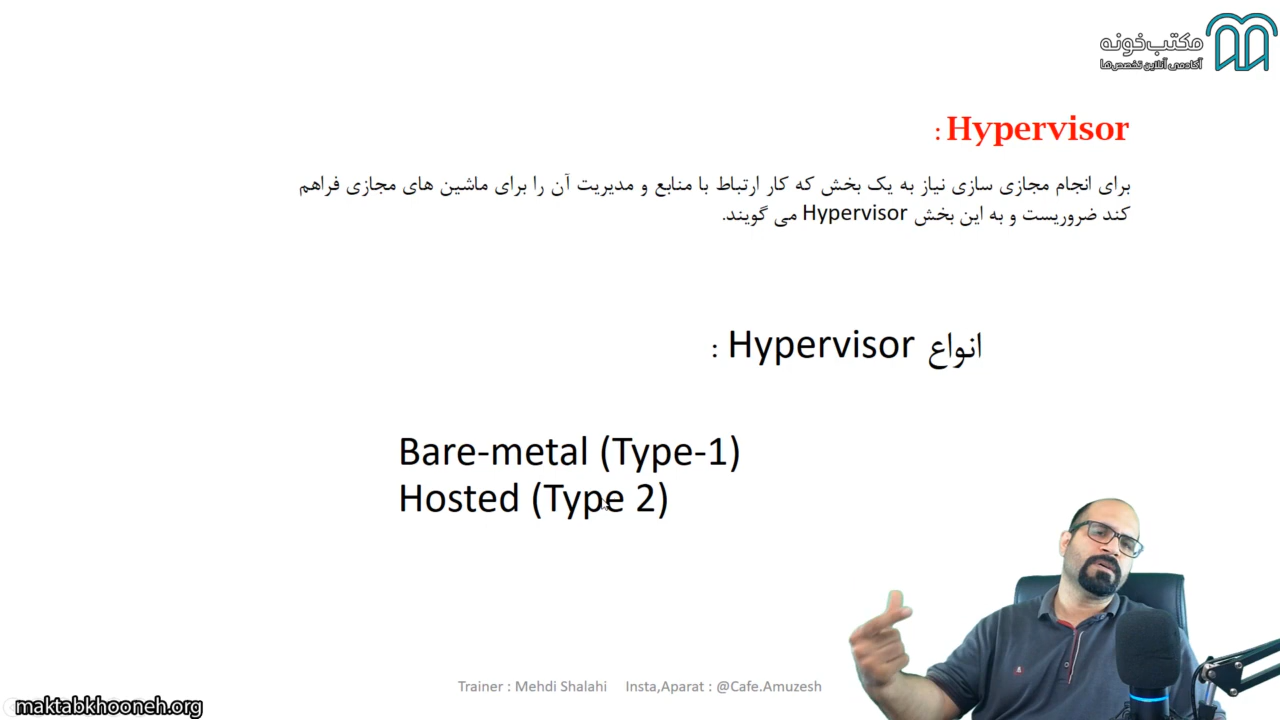 مکتب‌خونه
آکادمی آنلاین تخصص‌ها
Hypervisor :
برای انجام مجازی سازی نیاز به یک بخش که کار ارتباط با منابع و مدیریت آن را برای ماشین های مجازی فراهم
کند ضروریست و به این بخش Hypervisor می گویند.
انواع Hypervisor :
Bare-metal (Type-1)
Hosted (Type 2)
Trainer : Mehdi Shalahi Insta,Aparat : @Cafe.Amuzesh
maktabkhooneh.org